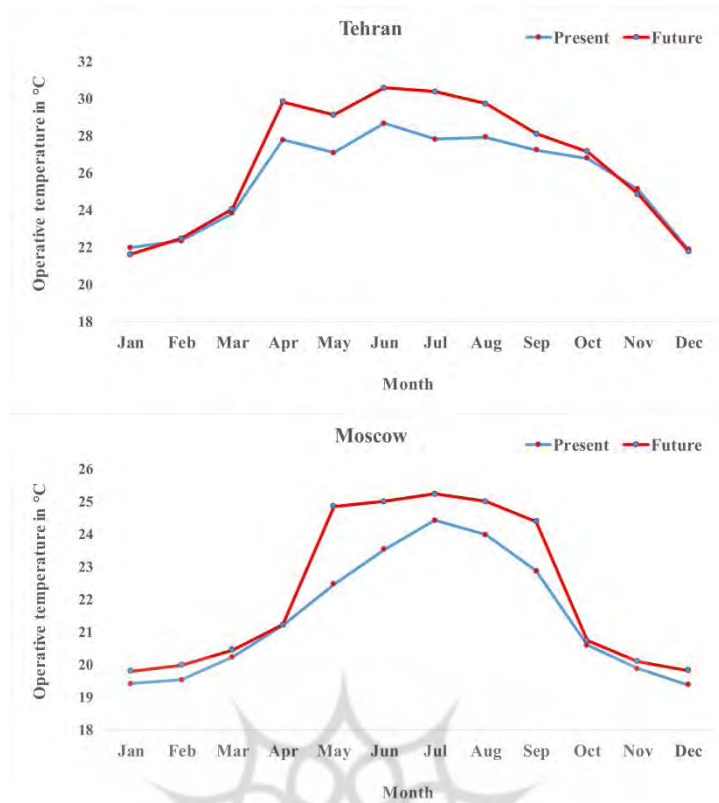 Tehran
Present Future
Operative temperature in °C
32
30
28
26
24
22
20
18
Jan Feb Mar Apr May Jun Jul Aug Sep Oct Nov Dec
Month
Moscow
Present Future
Operative temperature in °C
26
25
24
23
22
21
20
19
18
Jan Feb Mar Apr May Jun Jul Aug Sep Oct Nov Dec
Month